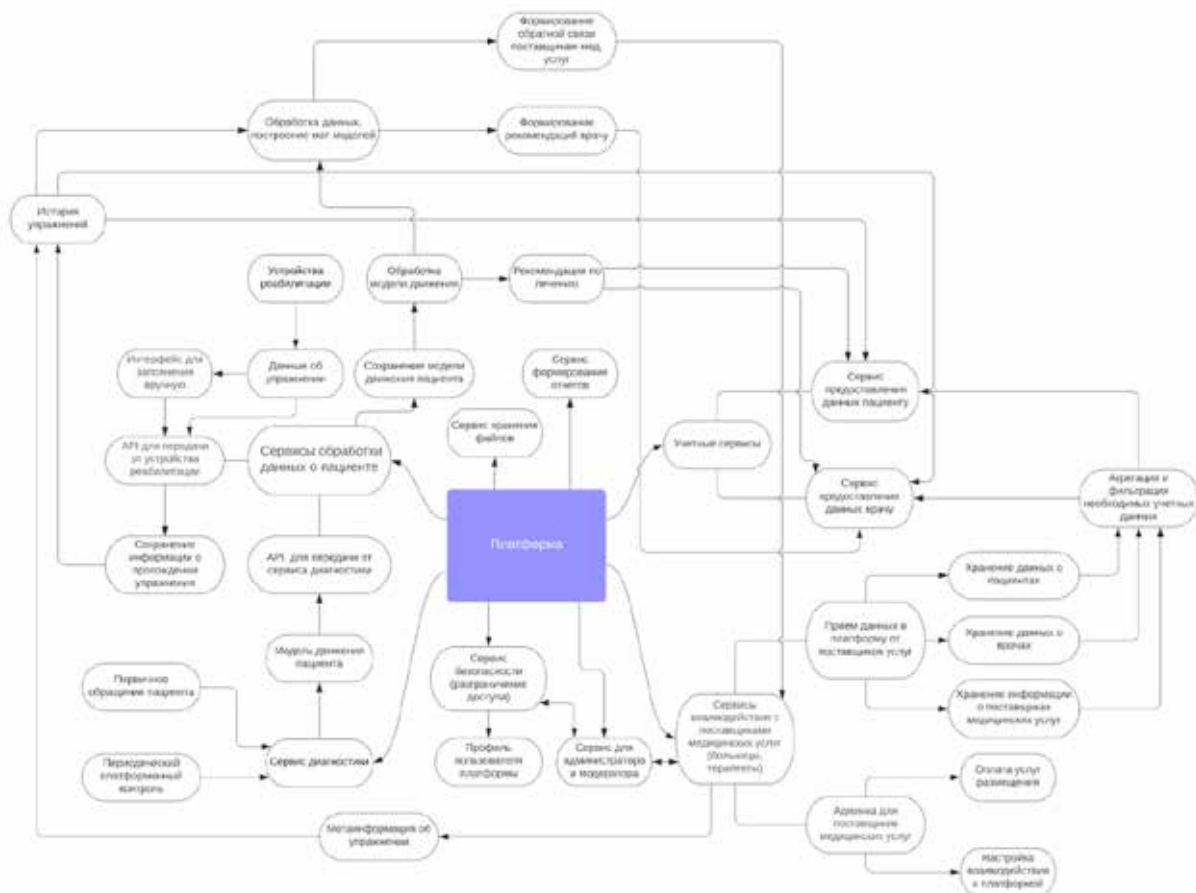 Формирование
обратной связи
поставщикам мед.
услуг
Обработка данных,
построение мат моделей
Формирование
рекомендаций врачу
История
упражнений
Устройства
реабилитации
Обработка
модели движения
Рекомендации по
лечению
Интерфейс для
заполнения
вручную
Данные об
упражнении
Сохранение модели
движения пациента
Сервис
формирования
отчетов
Сервис
предоставления
данных пациенту
Сервис хранения
файлов
Учетные сервисы
API для передачи
от устройства
реабилитации
Сервисы обработки
данных о пациенте
Сервис
предоставления
данных врачу
Агрегация и
фильтрация
необходимых учетных
данных
Платформа
Сохранение
информации о
прохождении
упражнения
API для передачи от
сервиса диагностики
Хранение данных о
пациентах
Прием данных в
платформу от
поставщиков услуг
Хранение данных о
врачах
Модель движения
пациента
Первичное
обращение пациента
Сервис
безопасности
(разграничение
доступа)
Хранение информации
о поставщиках
медицинских услуг
Сервисы
взаимодействия с
поставщиками
медицинских услуг
(больницы,
терапевты)
Периодический
платформенный
контроль
Сервис диагностики
Профиль
пользователя
платформы
Сервис для
администратора
и модератора
Оплата услуг
размещения
Метаинформация об
упражнении
Админка для
поставщиков
медицинских услуг
Настройка
взаимодействия
с платформой